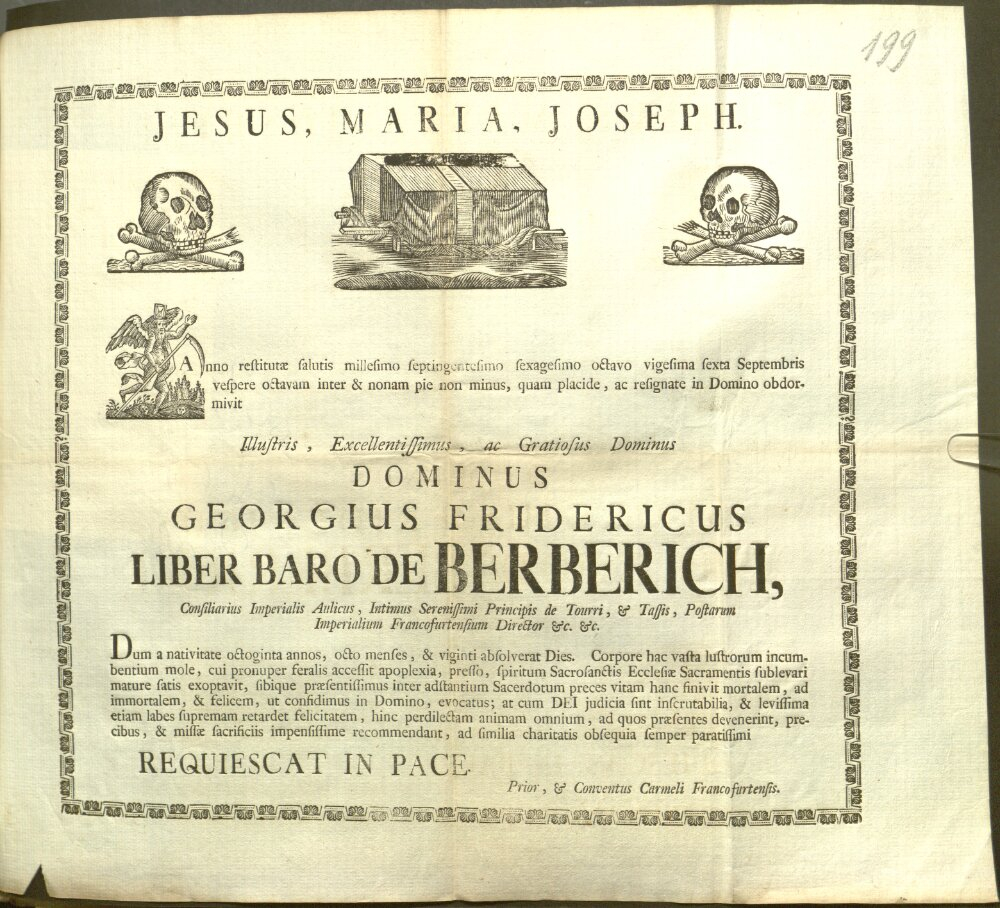 199
JESUS, MARIA, JOSEPH.
Anno reſtitutæ ſalutis milleſimo ſeptingenteſimo ſexageſimo octavo vigeſima ſexta Septembris
veſpere octavam inter & nonam pie non minus, quam placide, ac reſignate in Domino obdor-
mivit
Illuſtris, Excellentiſſimus, ac Gratioſus Dominus
DOMINUS
GEORGIUS FRIDERICUS
LIBER BARO DE BERBERICH,
Conſiliarius Imperialis Aulicus, Intimus Sereniſſimi Principis de Tourri, & Taſſis, Poſtarum
Imperialium Francofurtenſium Director &c. &c.
Dum a nativitate octoginta annos, octo menſes, & viginti abſolverat Dies. Corpore hac vaſta luſtrorum incum-
bentium mole, cui pronuper feralis acceſſit apoplexia, preſſo, ſpiritum Sacroſanctis Eccleſiæ Sacramentis ſublevari
mature ſatis exoptavit, ſibique præſentiſſimus inter adſtantium Sacerdotum preces vitam hanc finivit mortalem, ad
immortalem, & felicem, ut confidimus in Domino, evocatus; at cum DEI judicia ſint inſcrutabilia, & leviſſima
etiam labes ſupremam retardet felicitatem, hinc perdilectam animam omnium, ad quos præſentes devenerint, pre-
cibus, & miſſæ ſacrificiis impenſiſſime recommendant, ad ſimilia charitatis obſequia ſemper paratiſſimi
REQUIESCAT IN PACE.
Prior, & Conventus Carmeli Francofurtenſis.